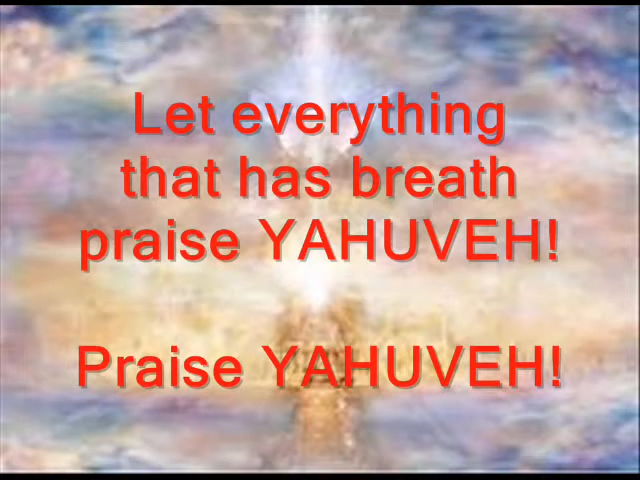 Let everything
that has breath
praise YAHUVEH!
Praise YAHUVEH!